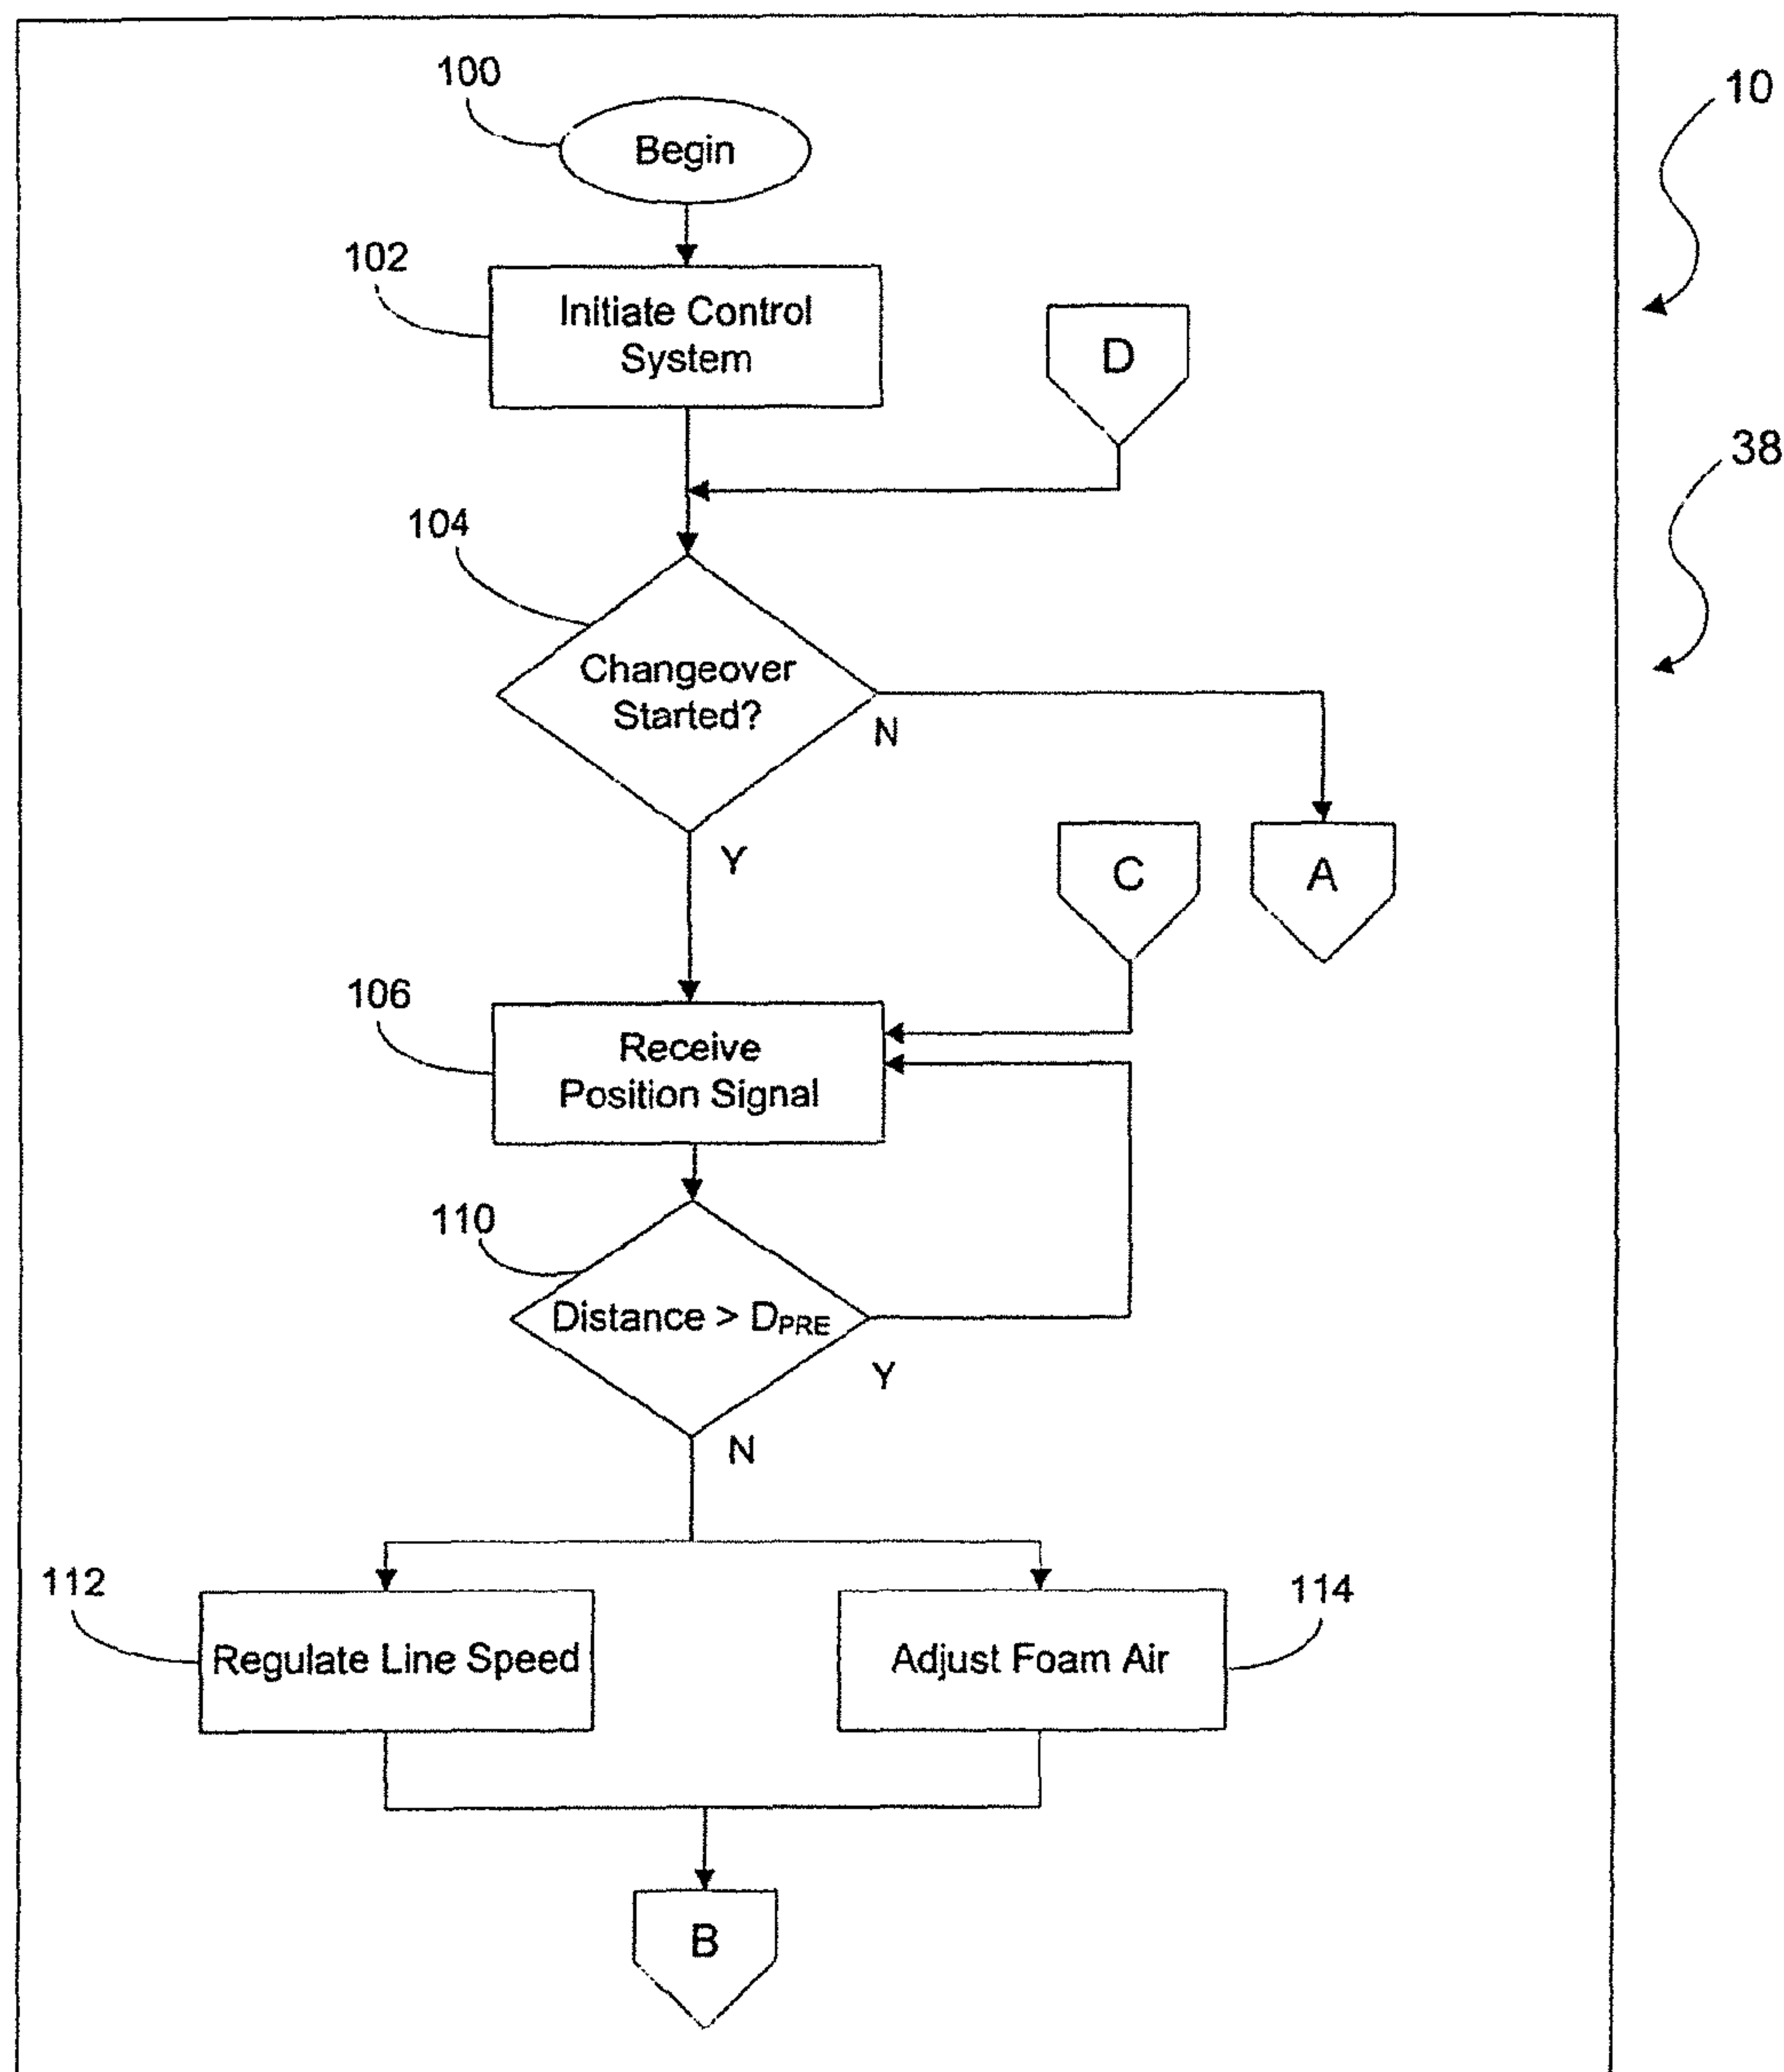 100
Begin
10
102
Initiate Control
System
D
38
104
Changeover
Started?
N
Y
C
A
106
Receive
Position Signal
110
Distance > DPRE
Y
N
112
Regulate Line Speed
Adjust Foam Air
114
B